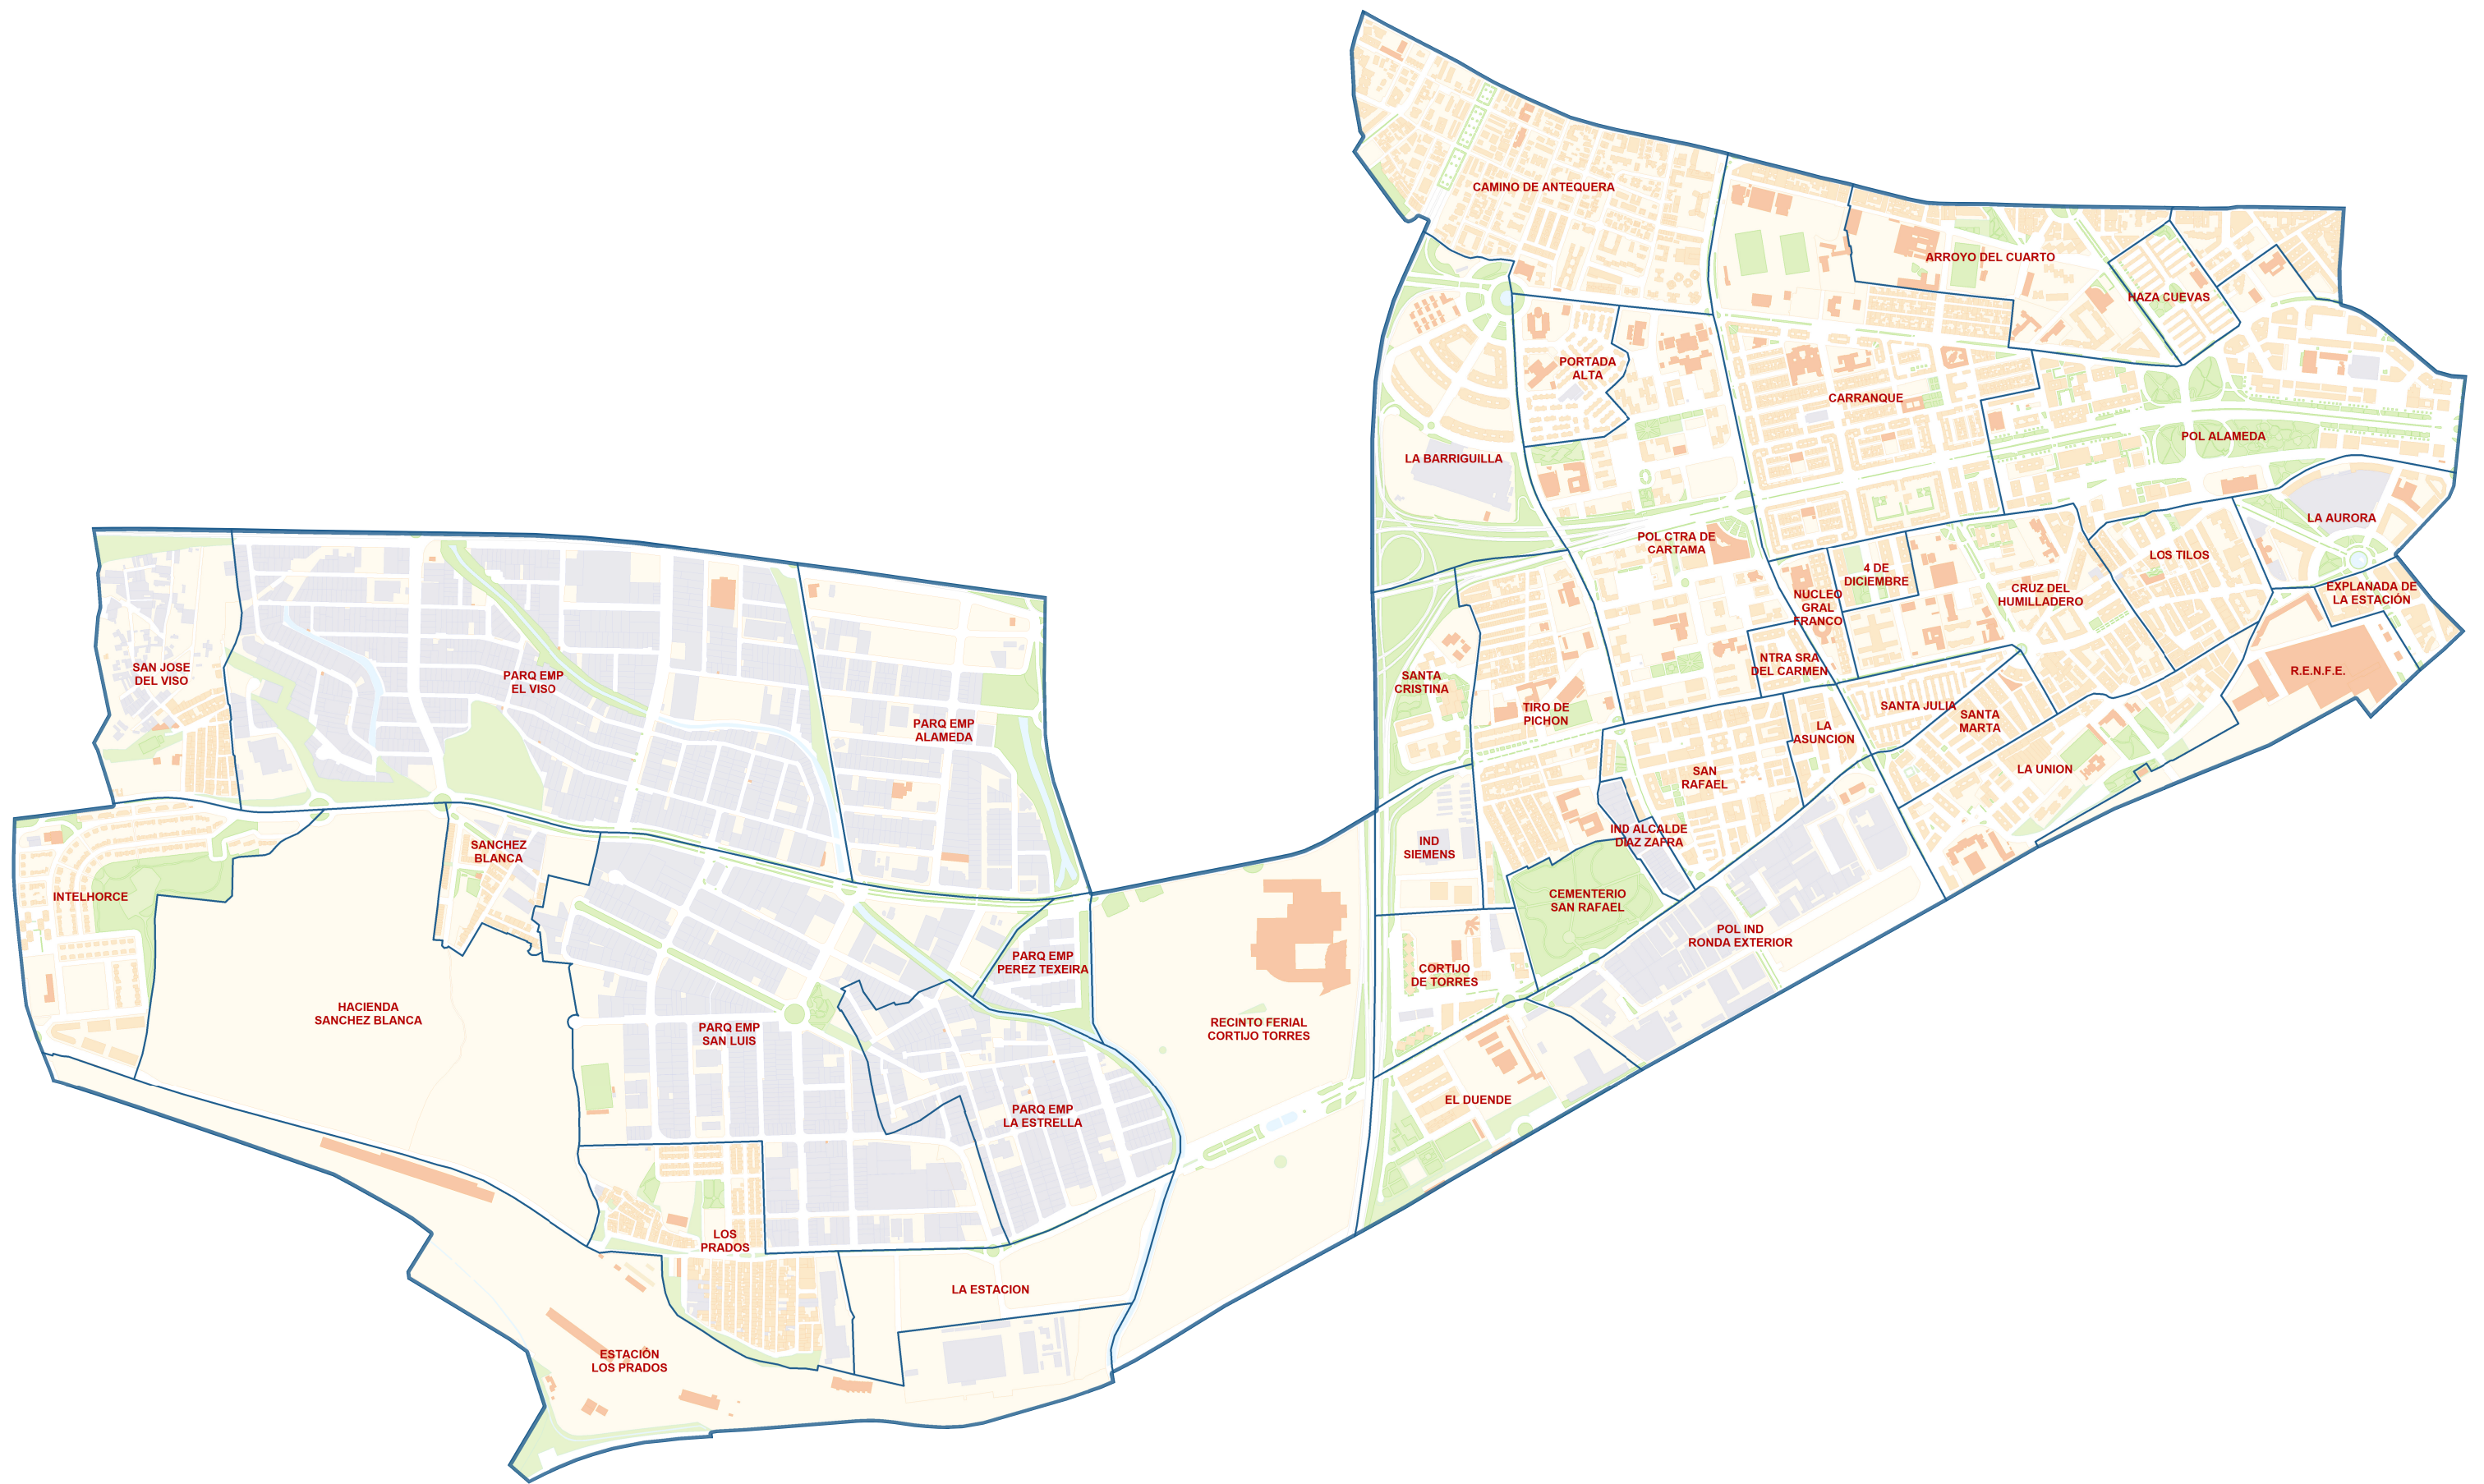 CAMINO DE ANTEQUERA
ARROYO DEL CUARTO
HAZA CUEVAS
PORTADA
ALTA
CARRANQUE
POL ALAMEDA
LA BARRIGUILLA
LA AURORA
POL CTRA DE
CARTAMA
LOS TILOS
4 DE
DICIEMBRE
CRUZ DEL
HUMILLADERO
EXPLANADA DE
LA ESTACIÓN
NUCLEO
GRAL
FRANCO
NTRA SRA
DEL CARMEN
R.E.N.F.E.
SANTA
CRISTINA
TIRO DE
PICHON
SANTA JULIA
SANTA
MARTA
LA
ASUNCION
SAN
RAFAEL
LA UNION
IND ALCALDE
DIAZ ZAFRA
IND
SIEMENS
CEMENTERIO
SAN RAFAEL
POL IND
RONDA EXTERIOR
CORTIJO
DE TORRES
EL DUENDE
RECINTO FERIAL
CORTIJO TORRES
SAN JOSE
DEL VISO
PARQ EMP
EL VISO
PARQ EMP
ALAMEDA
SANCHEZ
BLANCA
INTELHORCE
HACIENDA
SANCHEZ BLANCA
PARQ EMP
PEREZ TEXEIRA
PARQ EMP
SAN LUIS
PARQ EMP
LA ESTRELLA
LOS
PRADOS
LA ESTACION
ESTACIÓN
LOS PRADOS